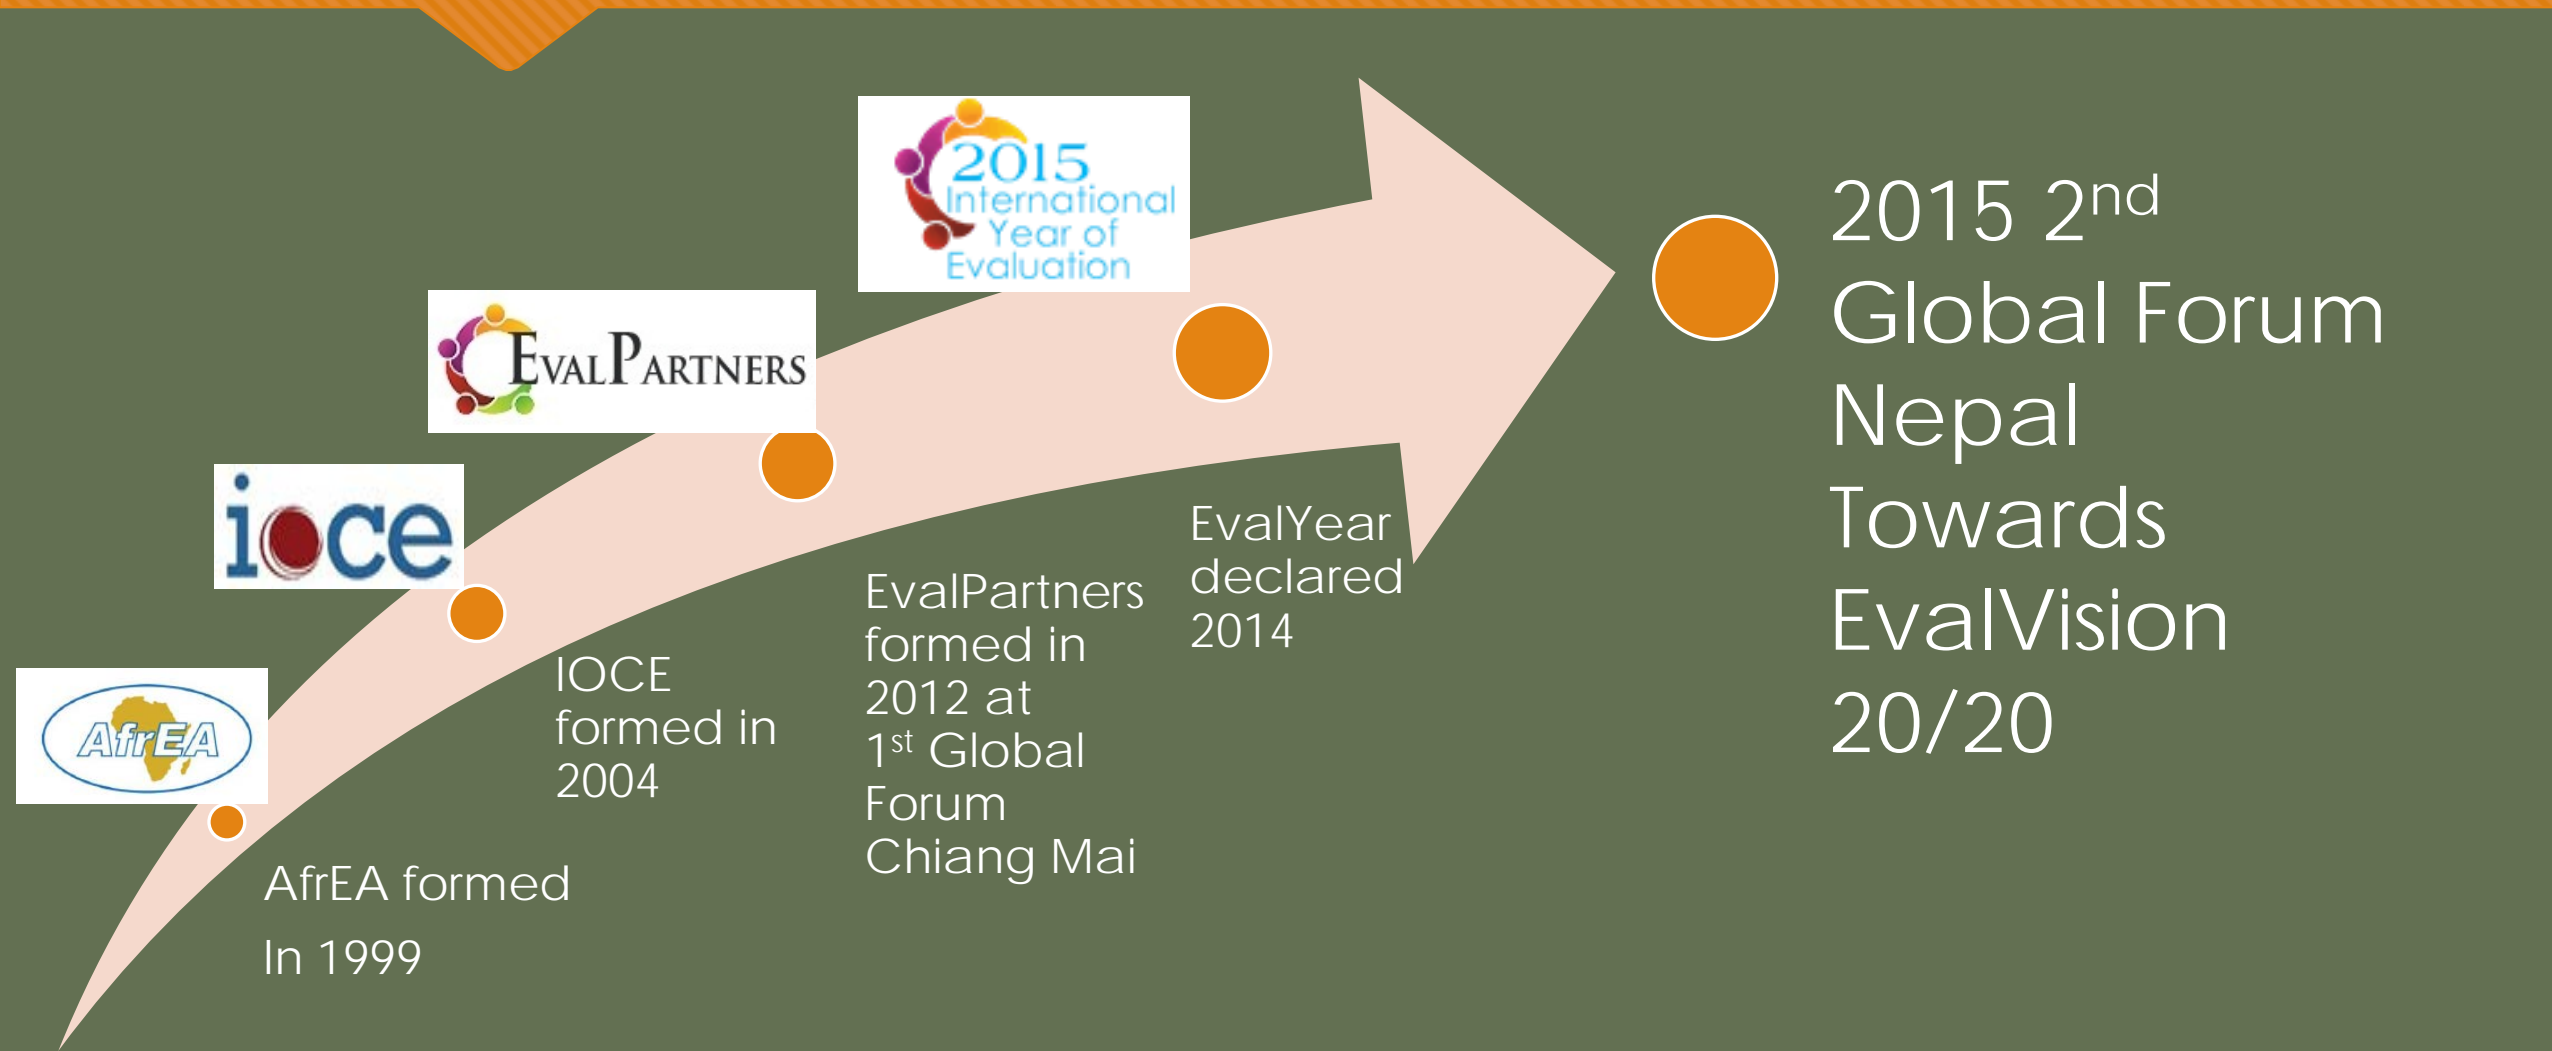 2015
International
Year of
Evaluation
EVALPARTNERS
ioce
AfrEA
AfrEA formed
In 1999
IOCE
formed in
2004
EvalPartners
formed in
2012 at
1st Global
Forum
Chiang Mai
EvalYear
declared
2014
2015 2nd
Global Forum
Nepal
Towards
EvalVision
20/20